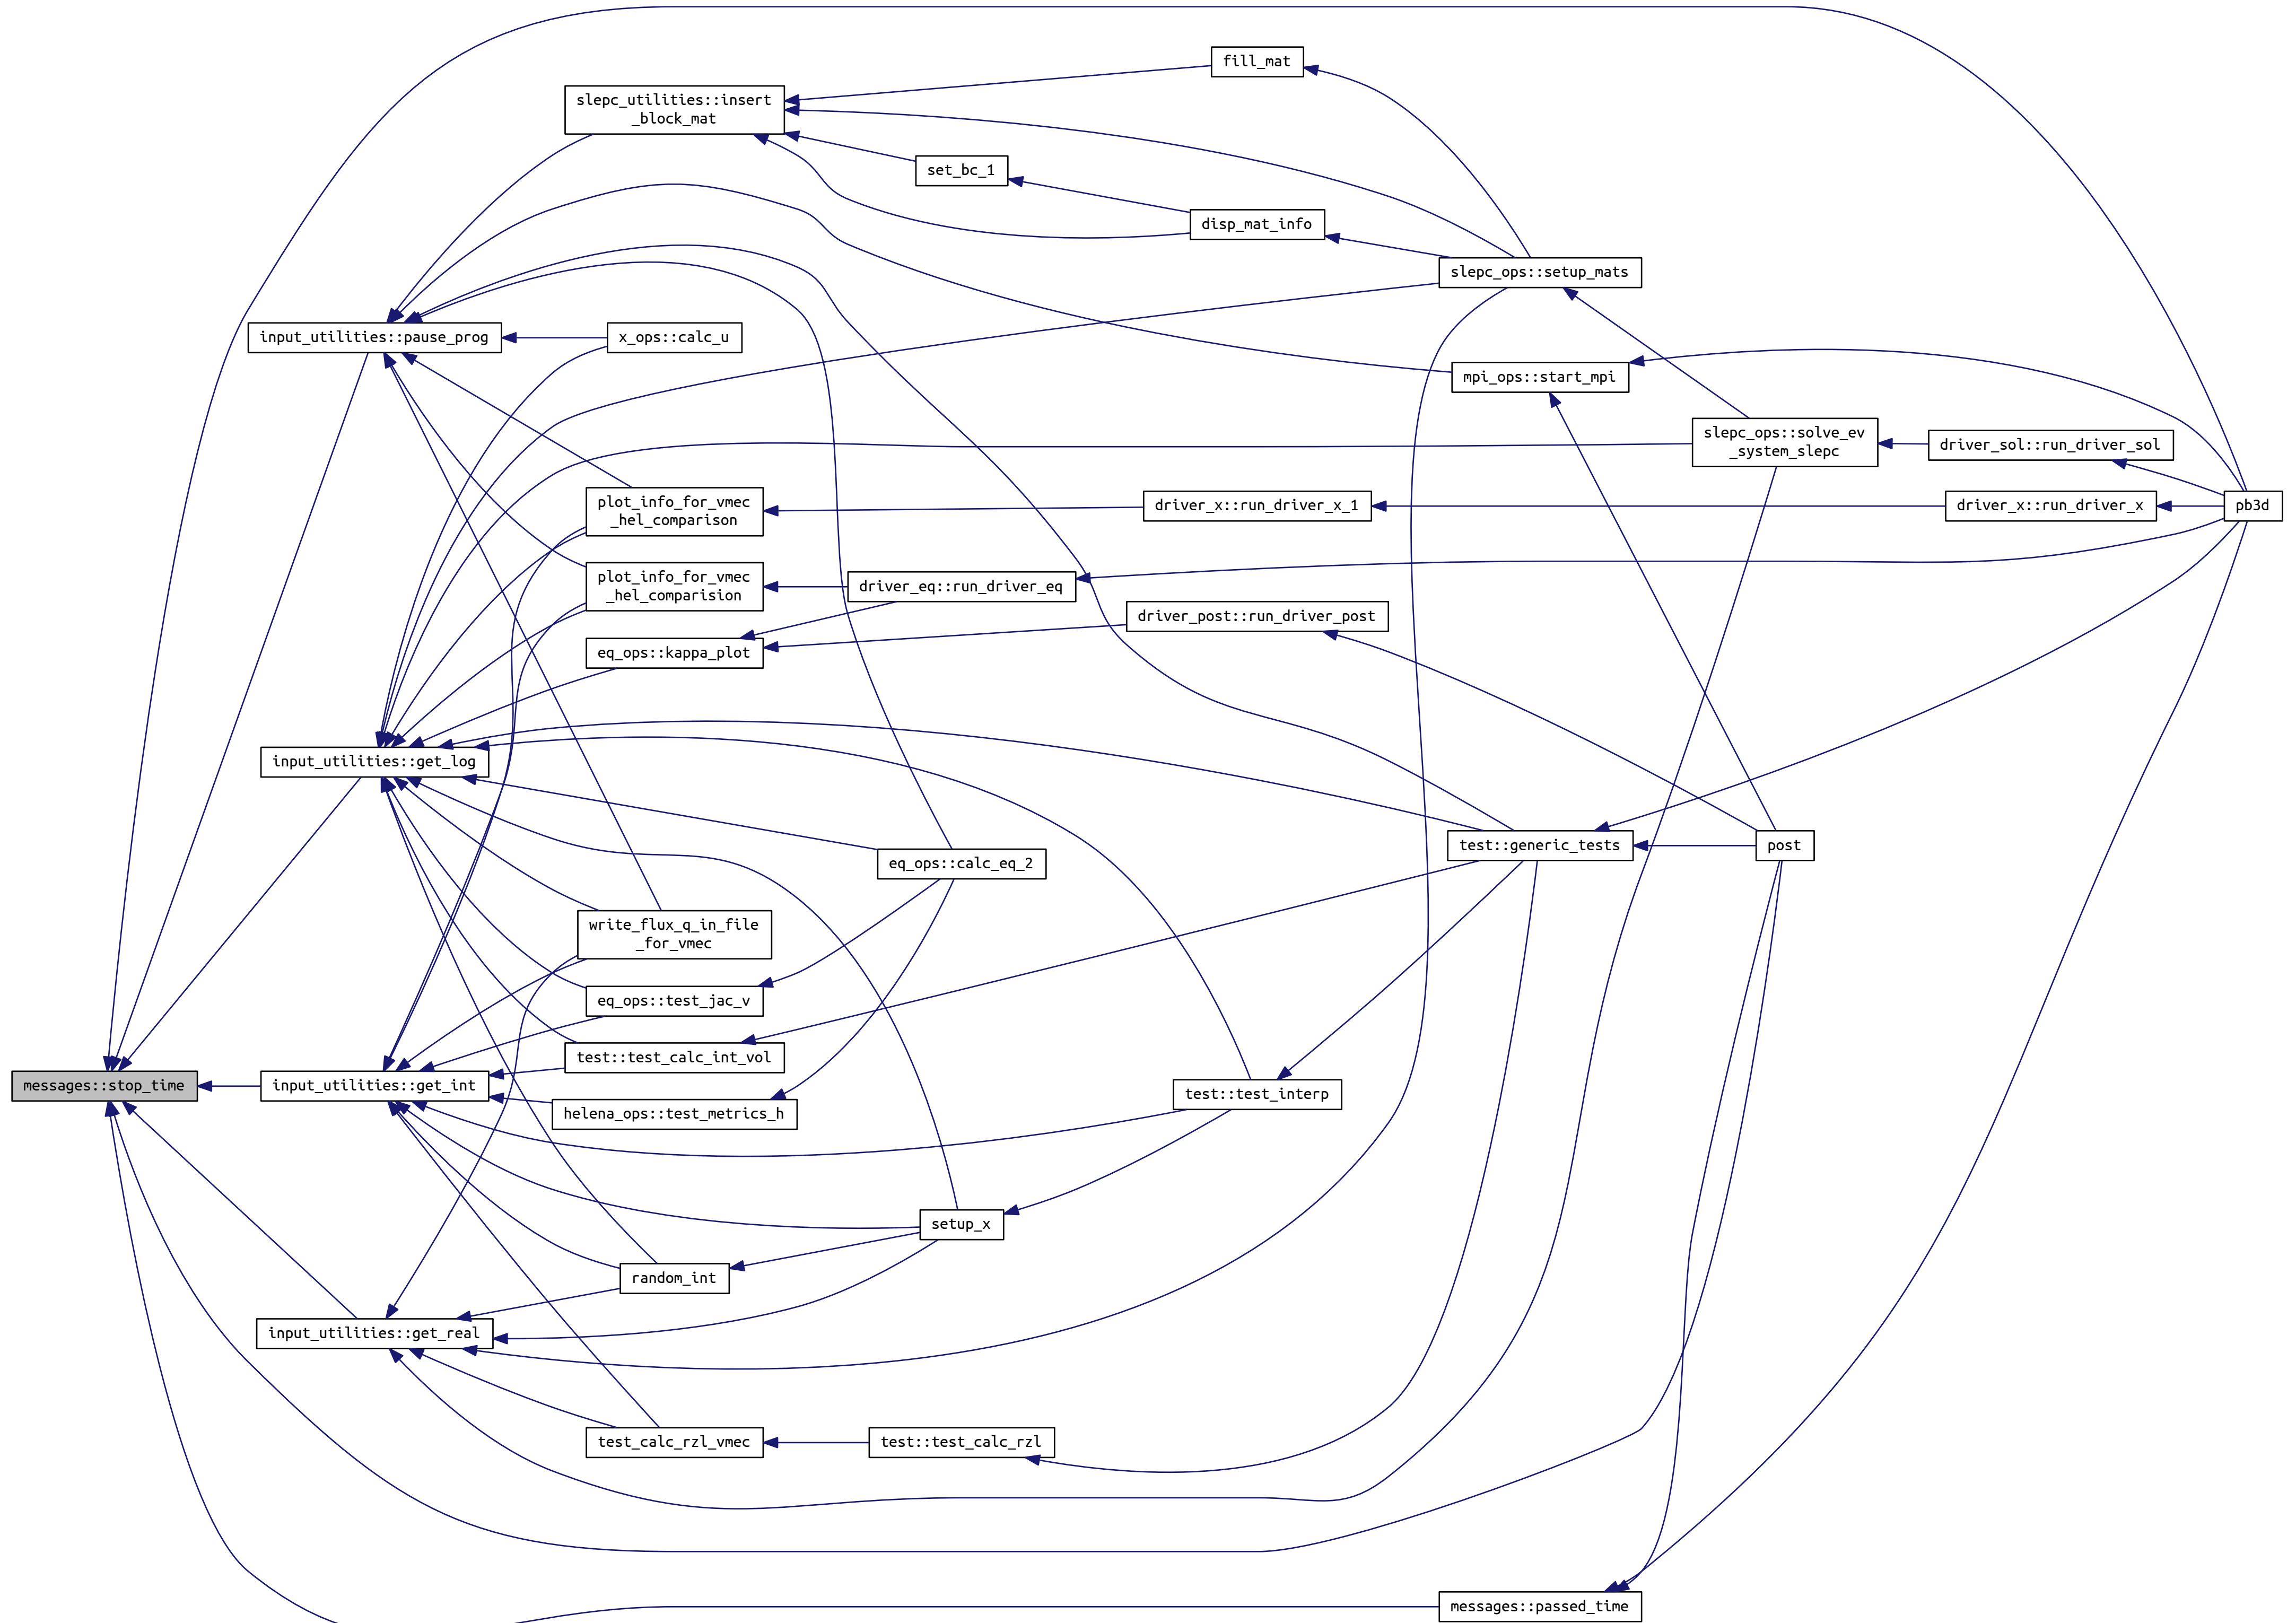 fill_mat
slepc_utilities::insert
_block_mat
set_bc_1
disp_mat_info
slepc_ops::setup_mats
input_utilities::pause_prog
x_ops::calc_u
mpi_ops::start_mpi
slepc_ops::solve_ev
_system_slepc
driver_sol::run_driver_sol
plot_info_for_vmec
_hel_comparison
driver_x::run_driver_x_1
driver_x::run_driver_x
pb3d
plot_info_for_vmec
_hel_comparision
driver_eq::run_driver_eq
driver_post::run_driver_post
eq_ops::kappa_plot
input_utilities::get_log
test::generic_tests
post
eq_ops::calc_eq_2
write_flux_q_in_file
_for_vmec
eq_ops::test_jac_v
test::test_calc_int_vol
messages::stop_time
input_utilities::get_int
test::test_interp
helena_ops::test_metrics_h
setup_x
random_int
input_utilities::get_real
test_calc_rzl_vmec
test::test_calc_rzl
messages::passed_time